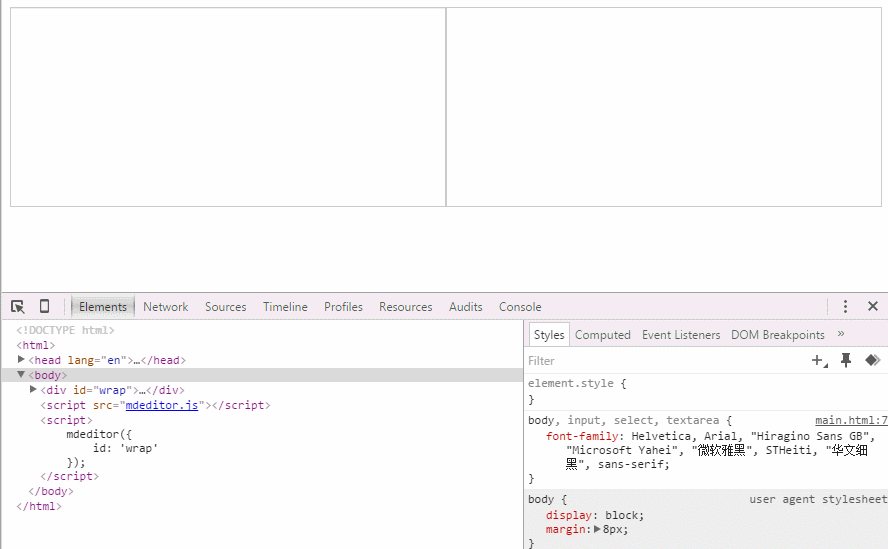 Elements Network Sources Timeline Profiles Resources Audits Console
<!DOCTYPE html>
<html>
<head lang="en">…</head>
<body>
<div id="wrap">…</div>
<script src="mdeditor.js"></script>
<script>
mdeditor({
id: 'wrap'
});
</script>
</body>
</html>
Styles Computed Event Listeners DOM Breakpoints »
Filter
element.style {
}
body, input, select, textarea { main.html:7
font-family: Helvetica, Arial, "Hiragino Sans GB",
"Microsoft Yahei", "微软雅黑", STHeiti, "华文细
黑", sans-serif;
}
body { user agent stylesheet
display: block;
margin: 8px;
}